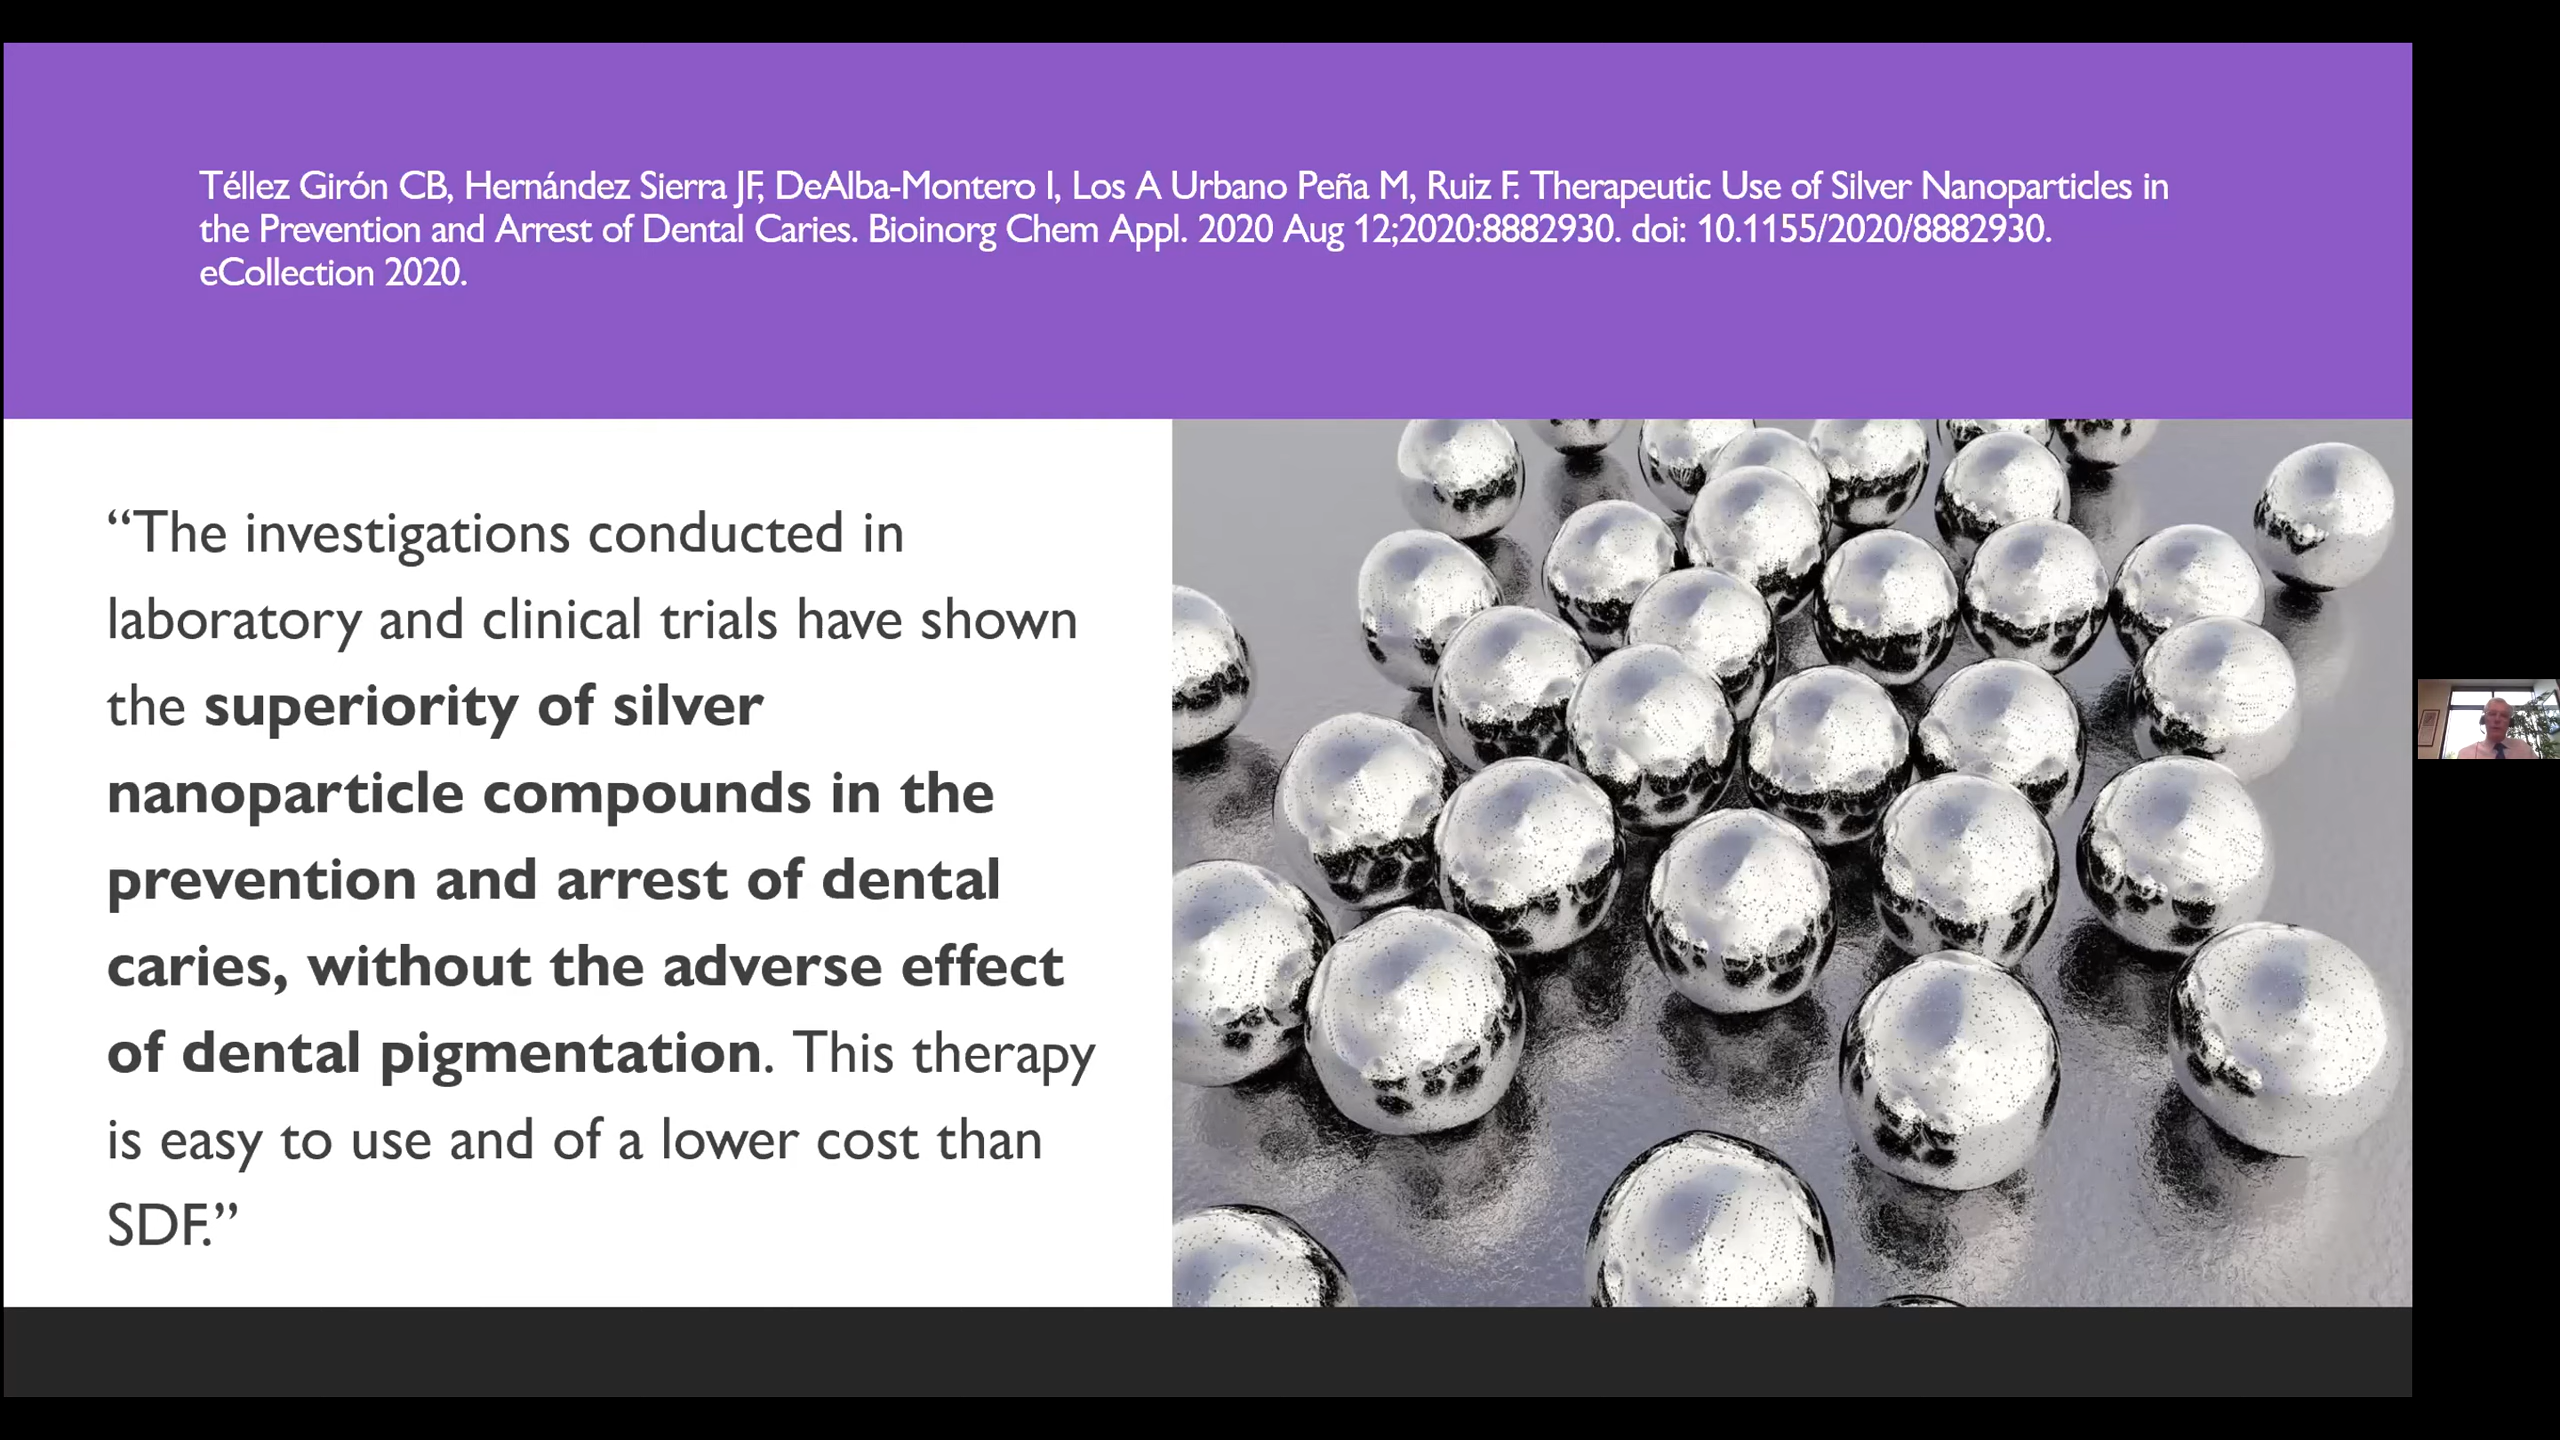 Téllez Girón CB, Hernández Sierra JF, DeAlba-Montero I, Los A Urbano Peña M, Ruiz F. Therapeutic Use of Silver Nanoparticles in
the Prevention and Arrest of Dental Caries. Bioinorg Chem Appl. 2020 Aug 12;2020:8882930. doi: 10.1155/2020/8882930.
eCollection 2020.
“The investigations conducted in
laboratory and clinical trials have shown
the superiority of silver
nanoparticle compounds in the
prevention and arrest of dental
caries, without the adverse effect
of dental pigmentation. This therapy
is easy to use and of a lower cost than
SDF.”